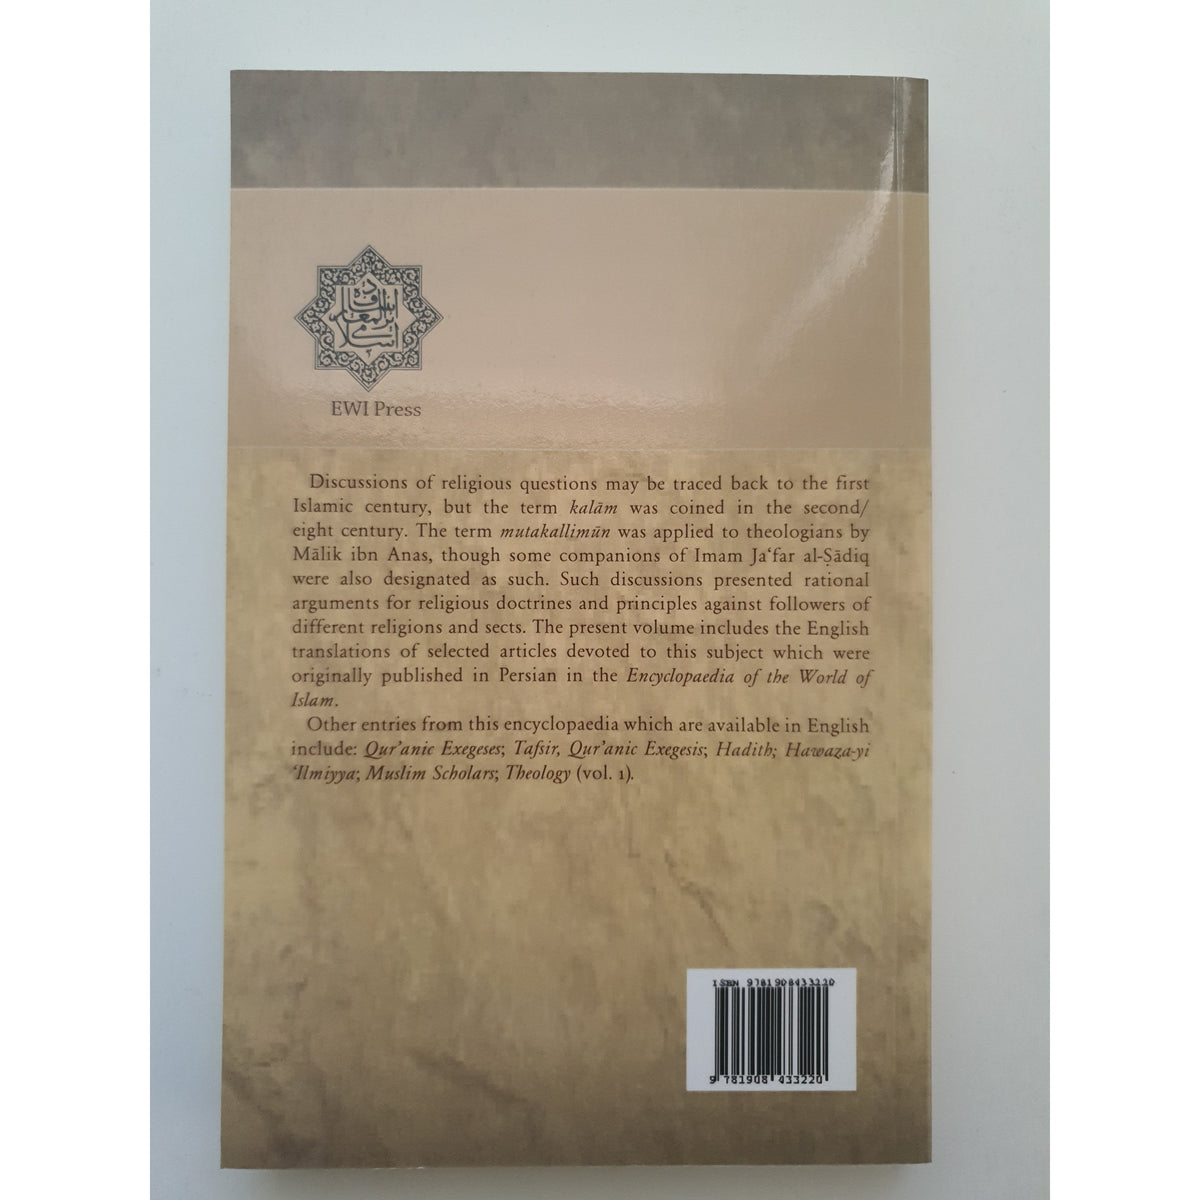 بنیاد
دایرة المعارف
اسلامی
EWI Press
Discussions of religious questions may be traced back to the first
Islamic century, but the term kalām was coined in the second/
eight century. The term mutakallimūn was applied to theologians by
Mālik ibn Anas, though some companions of Imam Ja‘far al-Ṣādiq
were also designated as such. Such discussions presented rational
arguments for religious doctrines and principles against followers of
different religions and sects. The present volume includes the English
translations of selected articles devoted to this subject which were
originally published in Persian in the Encyclopaedia of the World of
Islam.
Other entries from this encyclopaedia which are available in English
include: Qur’anic Exegeses; Tafsir, Qur’anic Exegesis; Hadith; Hawaza-yi
‘Ilmiyya; Muslim Scholars; Theology (vol. 1).
ISBN 9781908433220
9 781908 433220